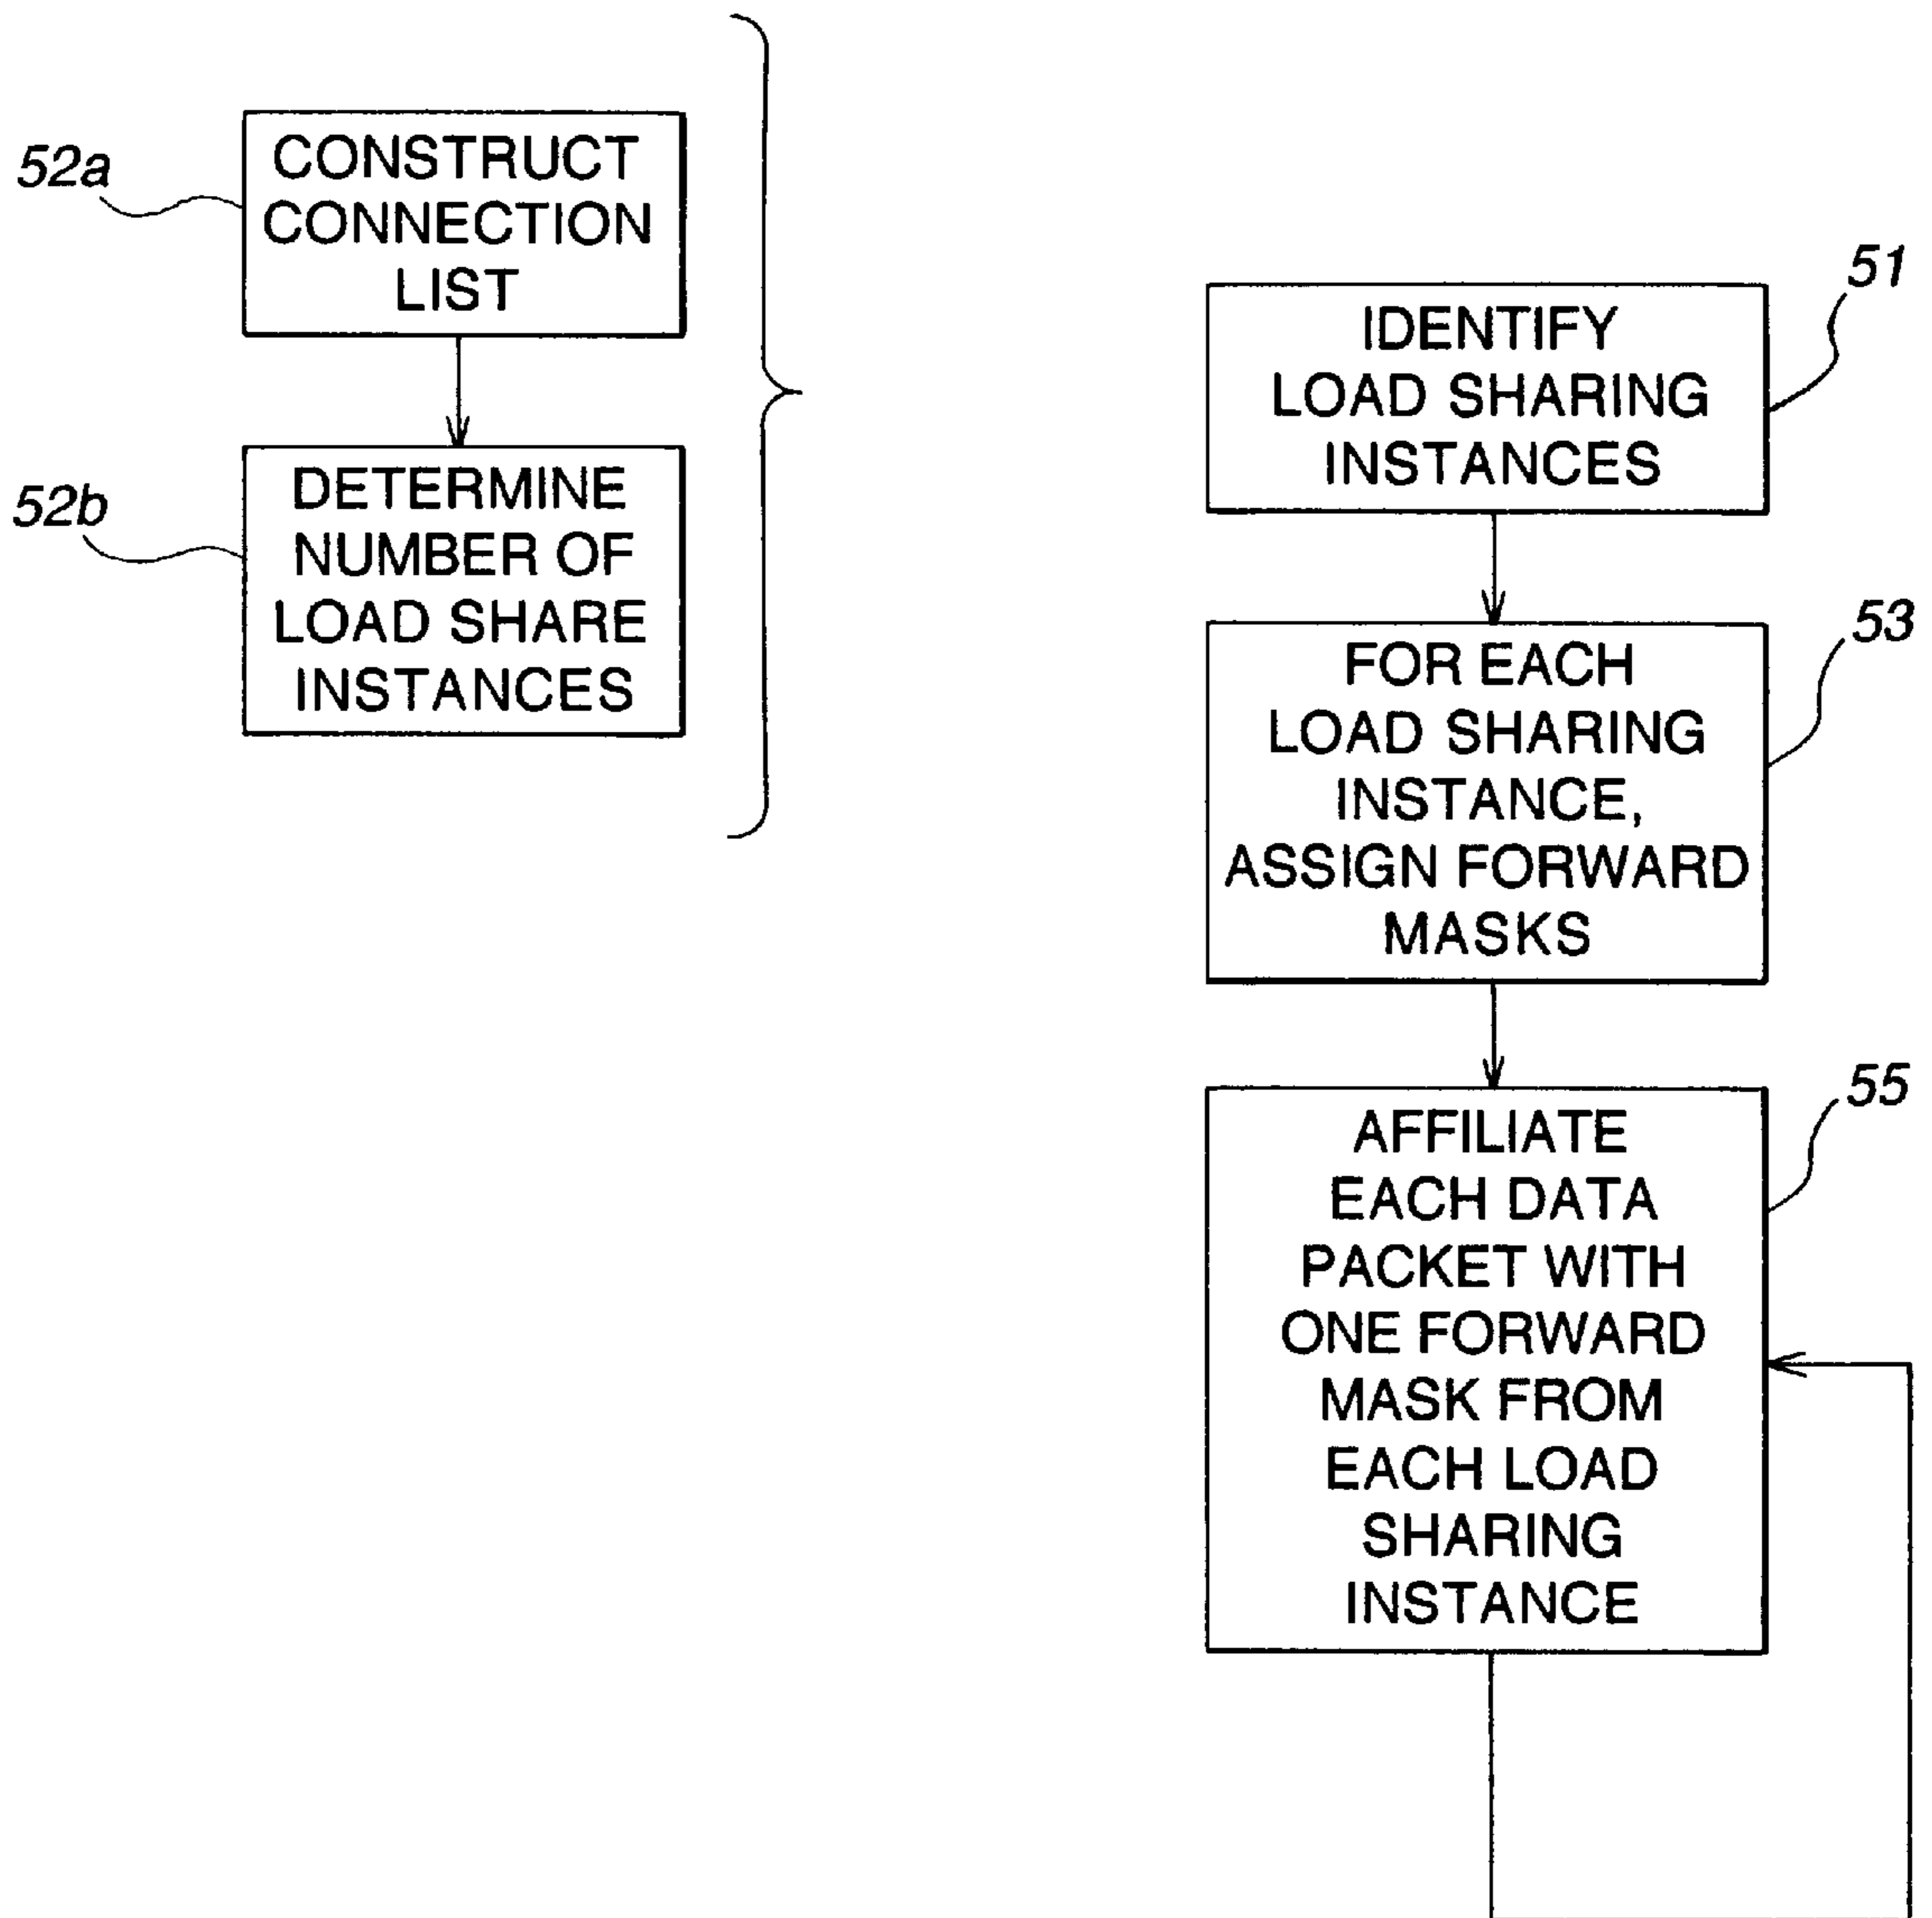 52a
CONSTRUCT
CONNECTION
LIST
52b
DETERMINE
NUMBER OF
LOAD SHARE
INSTANCES
51
IDENTIFY
LOAD SHARING
INSTANCES
53
FOR EACH
LOAD SHARING
INSTANCE,
ASSIGN FORWARD
MASKS
55
AFFILIATE
EACH DATA
PACKET WITH
ONE FORWARD
MASK FROM
EACH LOAD
SHARING
INSTANCE